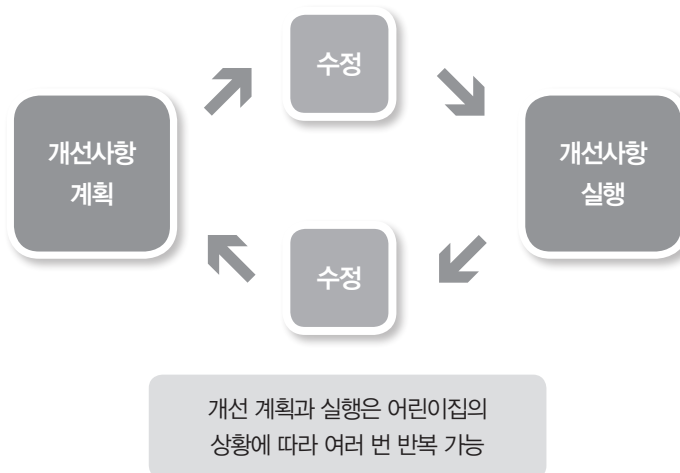 수정
개선사항
계획
개선사항
실행
수정
개선 계획과 실행은 어린이집의
상황에 따라 여러 번 반복 가능